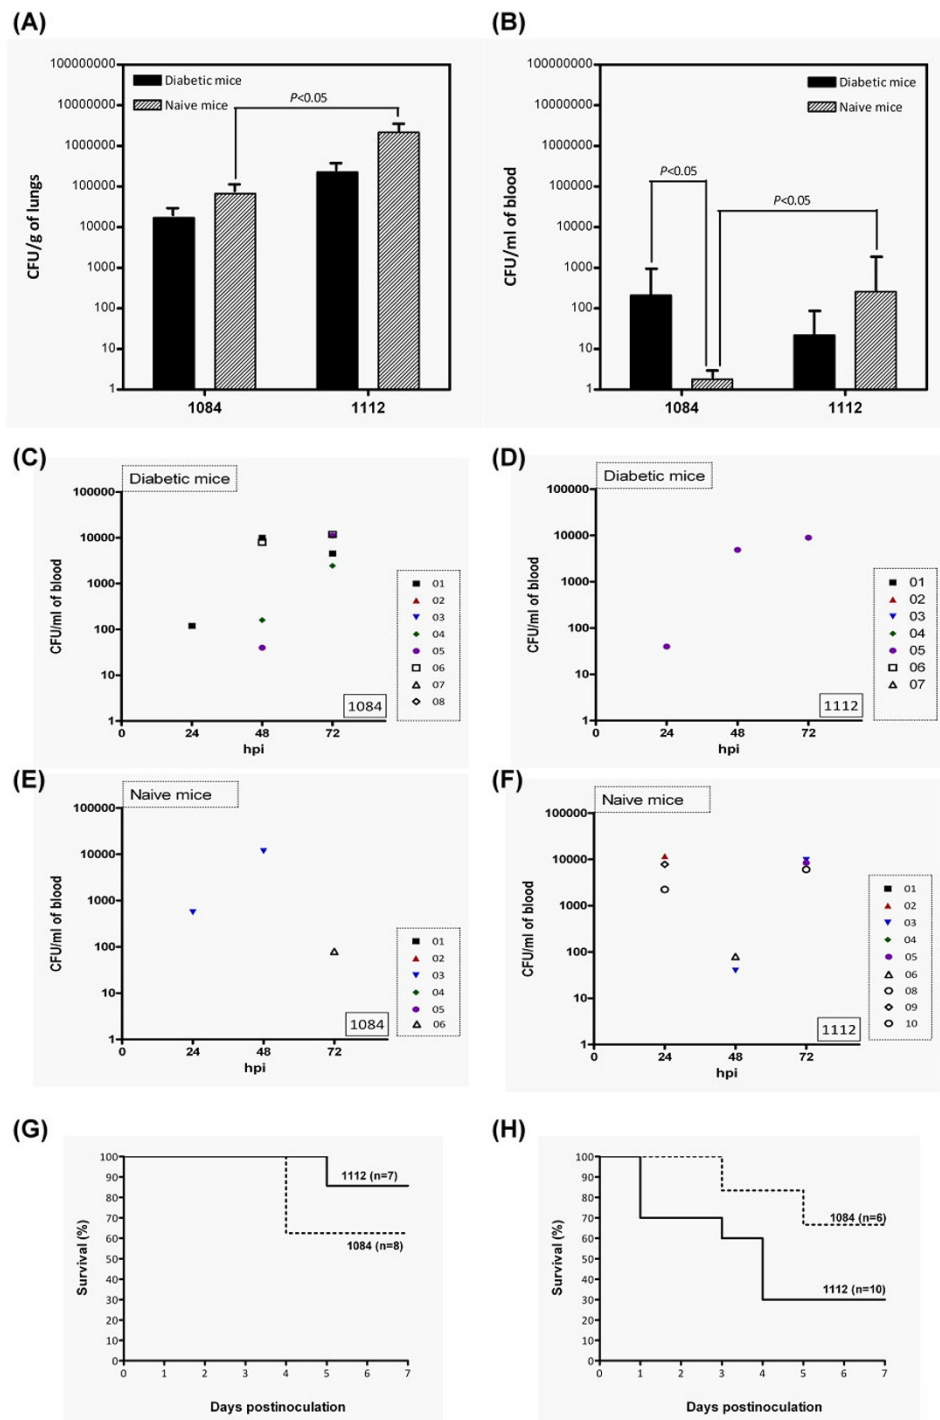 (A)
CFU/g of lungs
100000000
10000000
1000000
100000
10000
1000
100
10
1
Diabetic mice
Naive mice
P<0.05
1084
1112
(B)
CFU/ml of blood
100000000
10000000
1000000
100000
10000
1000
100
10
1
Diabetic mice
Naive mice
P<0.05
P<0.05
1084
1112
(C)
Diabetic mice
CFU/ml of blood
100000
10000
1000
100
10
1
0 24 48 72
hpi
1084
01
02
03
04
05
06
07
08
(D)
Diabetic mice
CFU/ml of blood
100000
10000
1000
100
10
1
0 24 48 72
hpi
1112
01
02
03
04
05
06
07
(E)
Naive mice
CFU/ml of blood
100000
10000
1000
100
10
1
0 24 48 72
hpi
1084
01
02
03
04
05
06
(F)
Naive mice
CFU/ml of blood
100000
10000
1000
100
10
1
0 24 48 72
hpi
1112
01
02
03
04
05
06
08
09
10
(G)
Survival (%)
100
90
80
70
60
50
40
30
20
10
0
1112 (n=7)
1084 (n=8)
0 1 2 3 4 5 6 7
Days postinoculation
(H)
Survival (%)
100
90
80
70
60
50
40
30
20
10
0
1084 (n=6)
1112 (n=10)
0 1 2 3 4 5 6 7
Days postinoculation